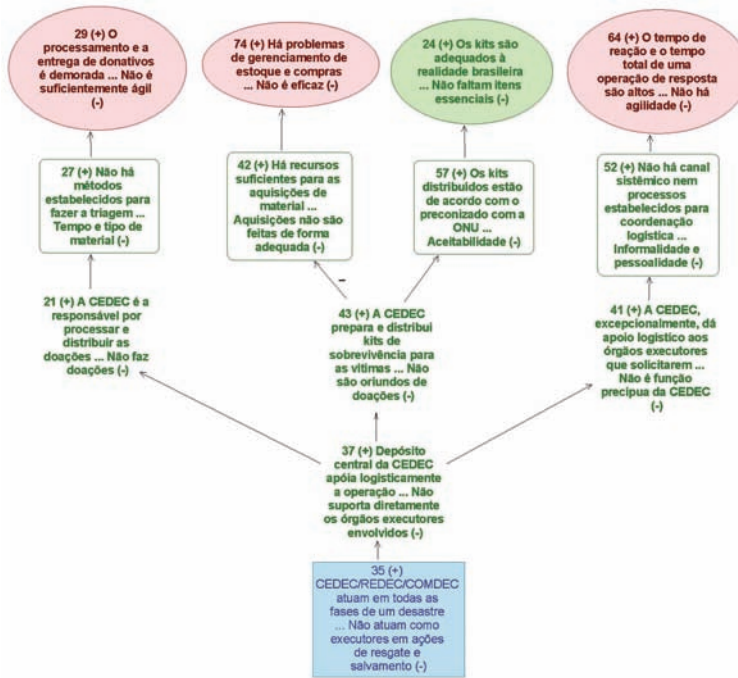 29 (+) O
processamento e a
entrega de donativos
é demorada ... Não é
suficientemente ágil
(-)
74 (+) Há problemas
de gerenciamento de
estoque e compras
... Não é eficaz (-)
24 (+) Os kits são
adequados à
realidade brasileira
... Não faltam itens
essenciais (-)
64 (+) O tempo de
reação e o tempo
total de uma
operação de resposta
são altos ... Não há
agilidade (-)
27 (+) Não há
métodos
estabelecidos para
fazer a triagem ...
Tempo e tipo de
material (-)
42 (+) Há recursos
suficientes para as
aquisições de
material ...
Aquisições não são
feitas de forma
adequada (-)
57 (+) Os kits
distribuídos estão
de acordo com o
preconizado com a
ONU ...
Aceitabilidade (-)
52 (+) Não há canal
sistêmico nem
processos
estabelecidos para
coordenação
logística ...
Informalidade e
pessoalidade (-)
–
21 (+) A CEDEC é a
responsável por
processar e
distribuir as
doações ... Não faz
doações (-)
43 (+) A CEDEC
prepara e distribui
kits de
sobrevivência para
as vitimas ... Não
são oriundos de
doações (-)
41 (+) A CEDEC,
excepcionalmente, dá
apoio logístico aos
órgãos executores
que solicitarem ...
Não é função
precipua da CEDEC
(-)
37 (+) Depósito
central da CEDEC
apóia logisticamente
a operação ... Não
suporta diretamente
os órgãos executores
envolvidos (-)
35 (+)
CEDEC/REDEC/COMDEC
atuam em todas as
fases de um desastre
... Não atuam como
executores em ações
de resgate e
salvamento (-)